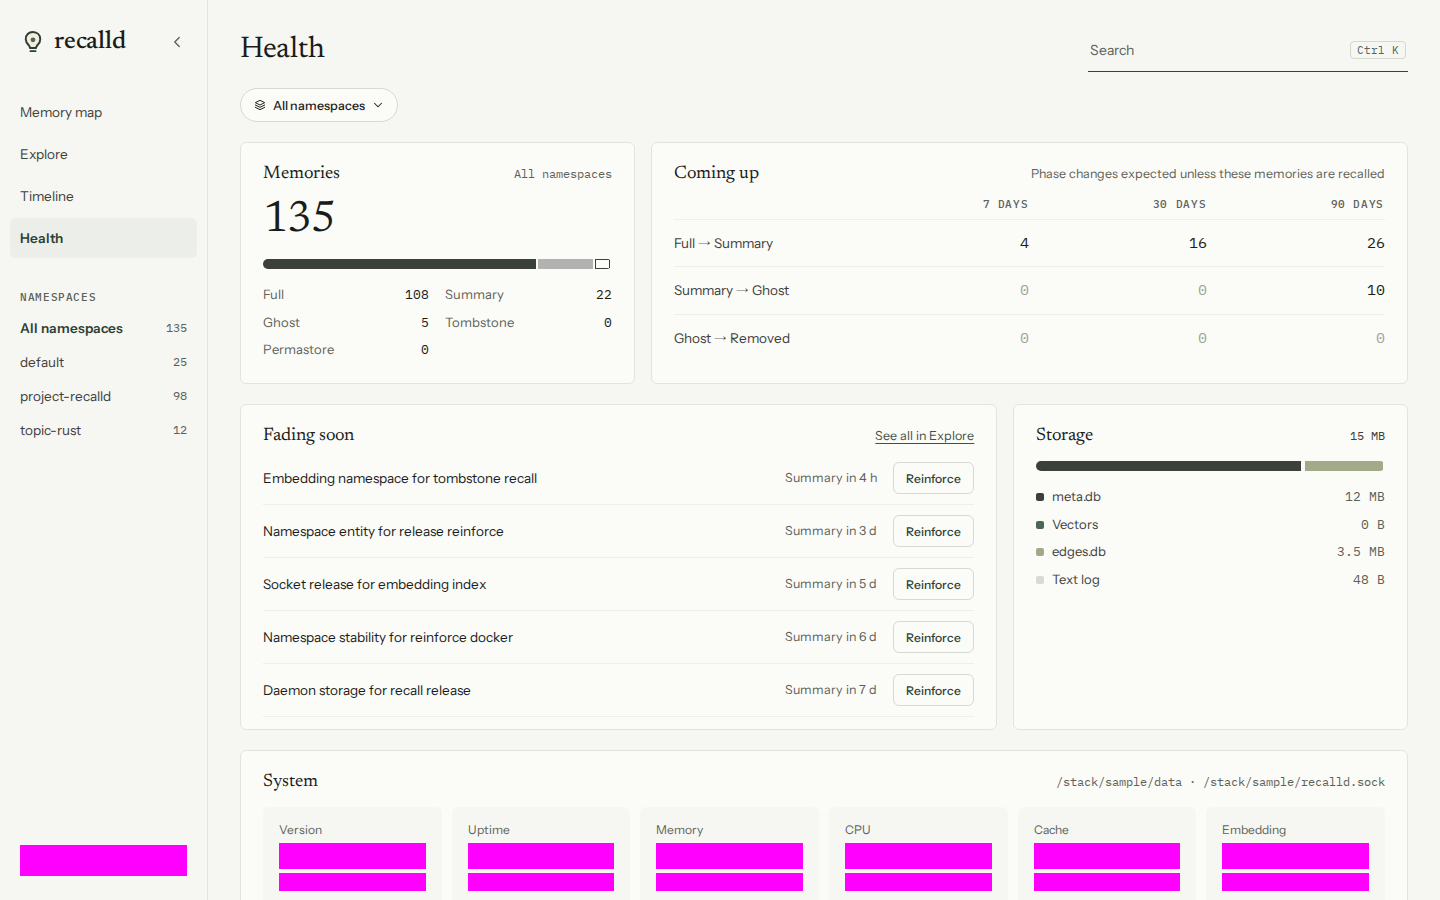 recalld
Memory map
Explore
Timeline
Health
NAMESPACES
All namespaces 135
default 25
project-recalld 98
topic-rust 12
Health
Search Ctrl K
All namespaces
Memories All namespaces
135
Full 108 Summary 22
Ghost 5 Tombstone 0
Permastore 0
Coming up Phase changes expected unless these memories are recalled
7 DAYS 30 DAYS 90 DAYS
Full → Summary 4 16 26
Summary → Ghost 0 0 10
Ghost → Removed 0 0 0
Fading soon See all in Explore
Embedding namespace for tombstone recall Summary in 4 h Reinforce
Namespace entity for release reinforce Summary in 3 d Reinforce
Socket release for embedding index Summary in 5 d Reinforce
Namespace stability for reinforce docker Summary in 6 d Reinforce
Daemon storage for recall release Summary in 7 d Reinforce
Storage 15 MB
meta.db 12 MB
Vectors 0 B
edges.db 3.5 MB
Text log 48 B
System /stack/sample/data · /stack/sample/recalld.sock
Version Uptime Memory CPU Cache Embedding